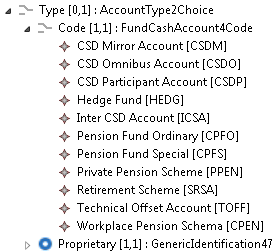 Type [0,1] : AccountType2Choice
Code [1,1] : FundCashAccount4Code
CSD Mirror Account [CSDM]
CSD Omnibus Account [CSDO]
CSD Participant Account [CSDP]
Hedge Fund [HEDG]
Inter CSD Account [ICSA]
Pension Fund Ordinary [CPFO]
Pension Fund Special [CPFS]
Private Pension Scheme [PPEN]
Retirement Scheme [SRSA]
Technical Offset Account [TOFF]
Workplace Pension Schema [CPEN]
Proprietary [1,1] : GenericIdentification47